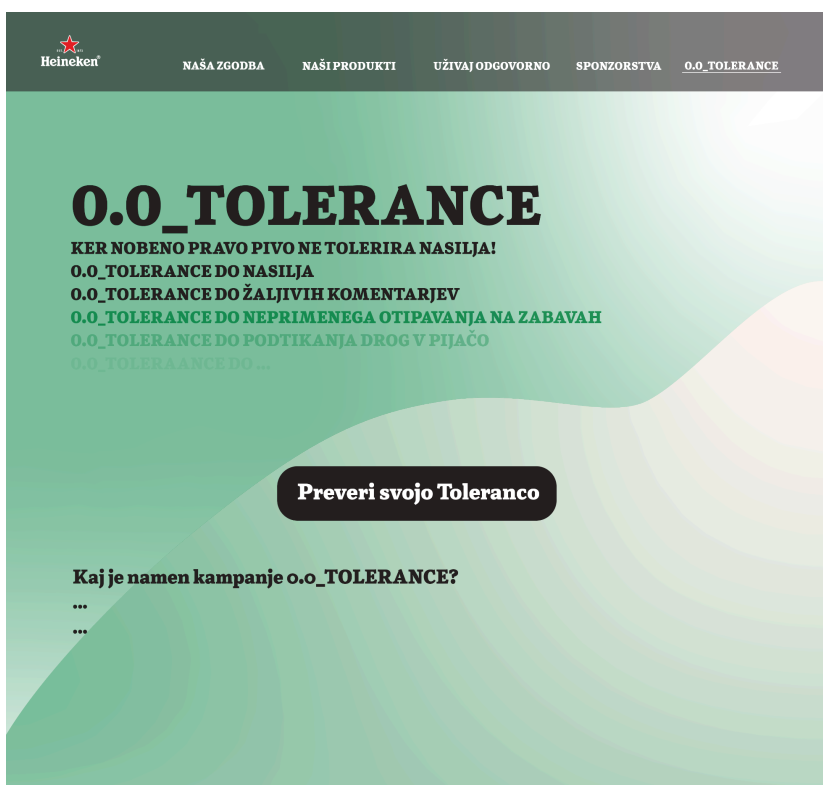 Heineken®
NAŠA ZGODBA NAŠI PRODUKTI UŽIVAJ ODGOVORNO SPONZORSTVA 0.0_TOLERANCE
0.0_TOLERANCE
KER NOBENO PRAVO PIVO NE TOLERIRA NASILJA!
0.0_TOLERANCE DO NASILJA
0.0_TOLERANCE DO ŽALJIVIH KOMENTARJEV
0.0_TOLERANCE DO NEPRIMENEGA OTIPAVANJA NA ZABAVAH
0.0_TOLERANCE DO PODTIKANJA DROG V PIJAČO
0.0_TOLERAANCE DO ...
Preveri svojo Toleranco
Kaj je namen kampanje 0.0_TOLERANCE?
...
...